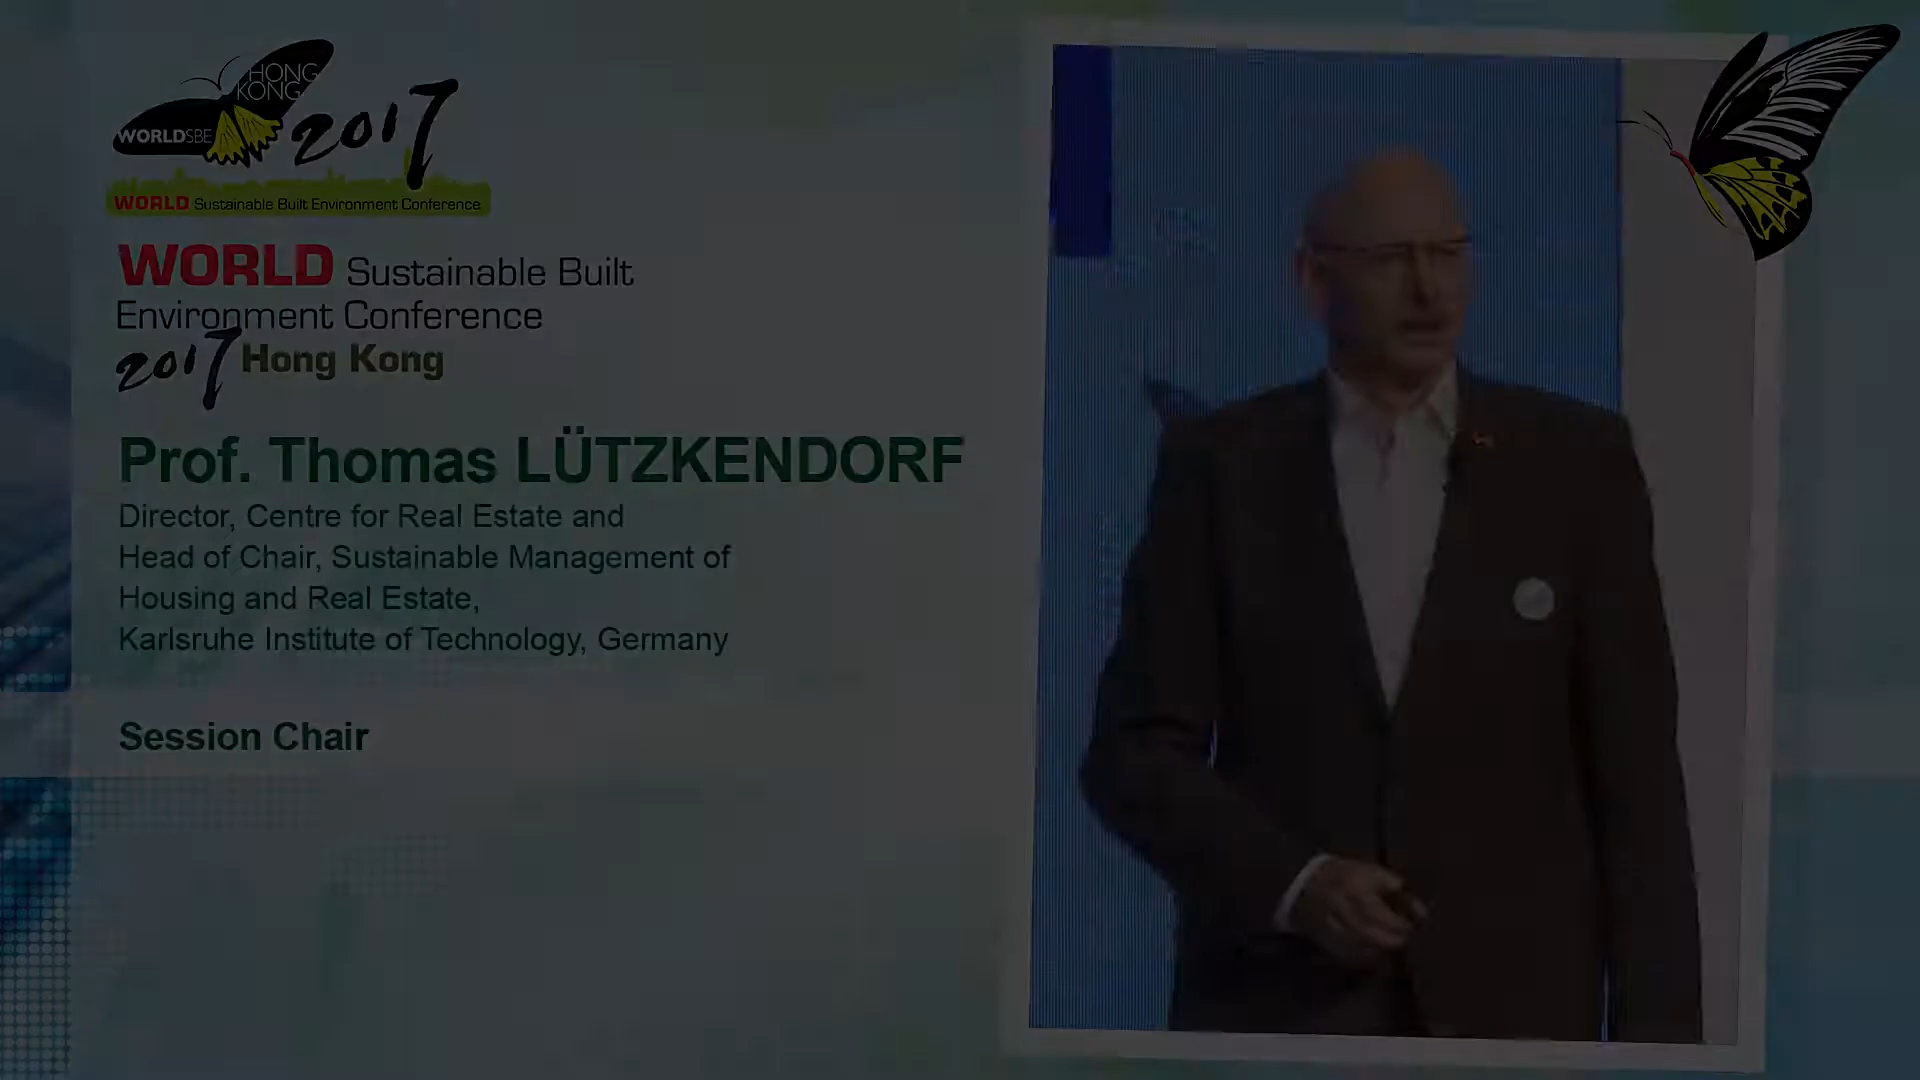 HONG
KONG
WORLDSBE
2017
WORLD Sustainable Built Environment Conference
WORLD Sustainable Built
Environment Conference
2017 Hong Kong
Prof. Thomas LÜTZKENDORF
Director, Centre for Real Estate and
Head of Chair, Sustainable Management of
Housing and Real Estate,
Karlsruhe Institute of Technology, Germany
Session Chair